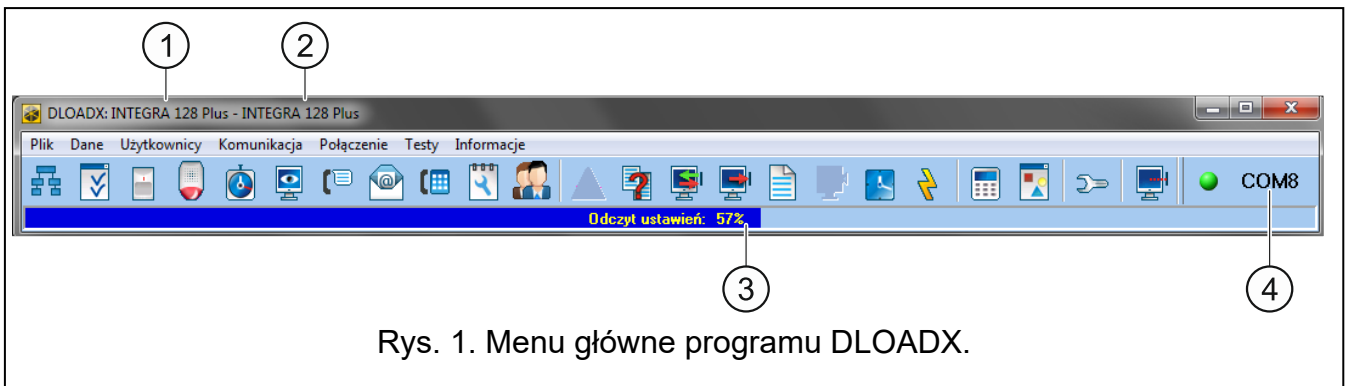 1 2
DLOADX: INTEGRA 128 Plus - INTEGRA 128 Plus
Plik Dane Użytkownicy Komunikacja Połączenie Testy Informacje
COM8
Odczyt ustawień: 57%
3 4
Rys. 1. Menu główne programu DLOADX.